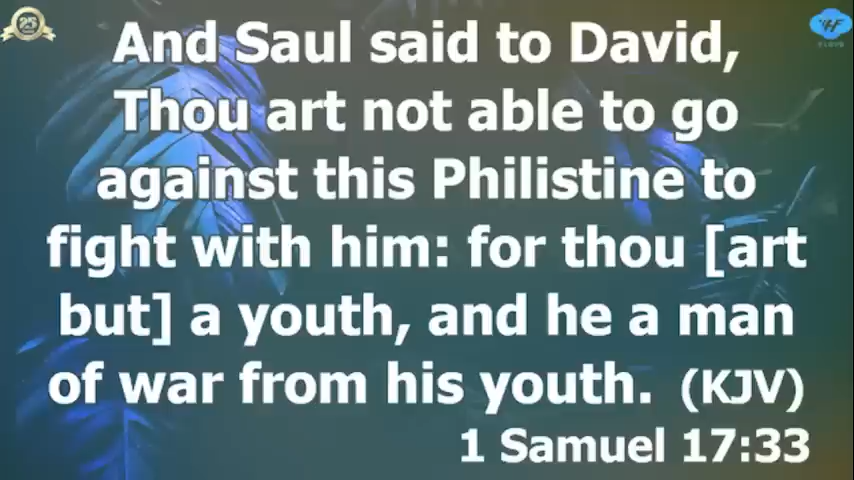 25
And Saul said to David,
Thou art not able to go
against this Philistine to
fight with him: for thou [art
but] a youth, and he a man
of war from his youth. (KJV)
1 Samuel 17:33